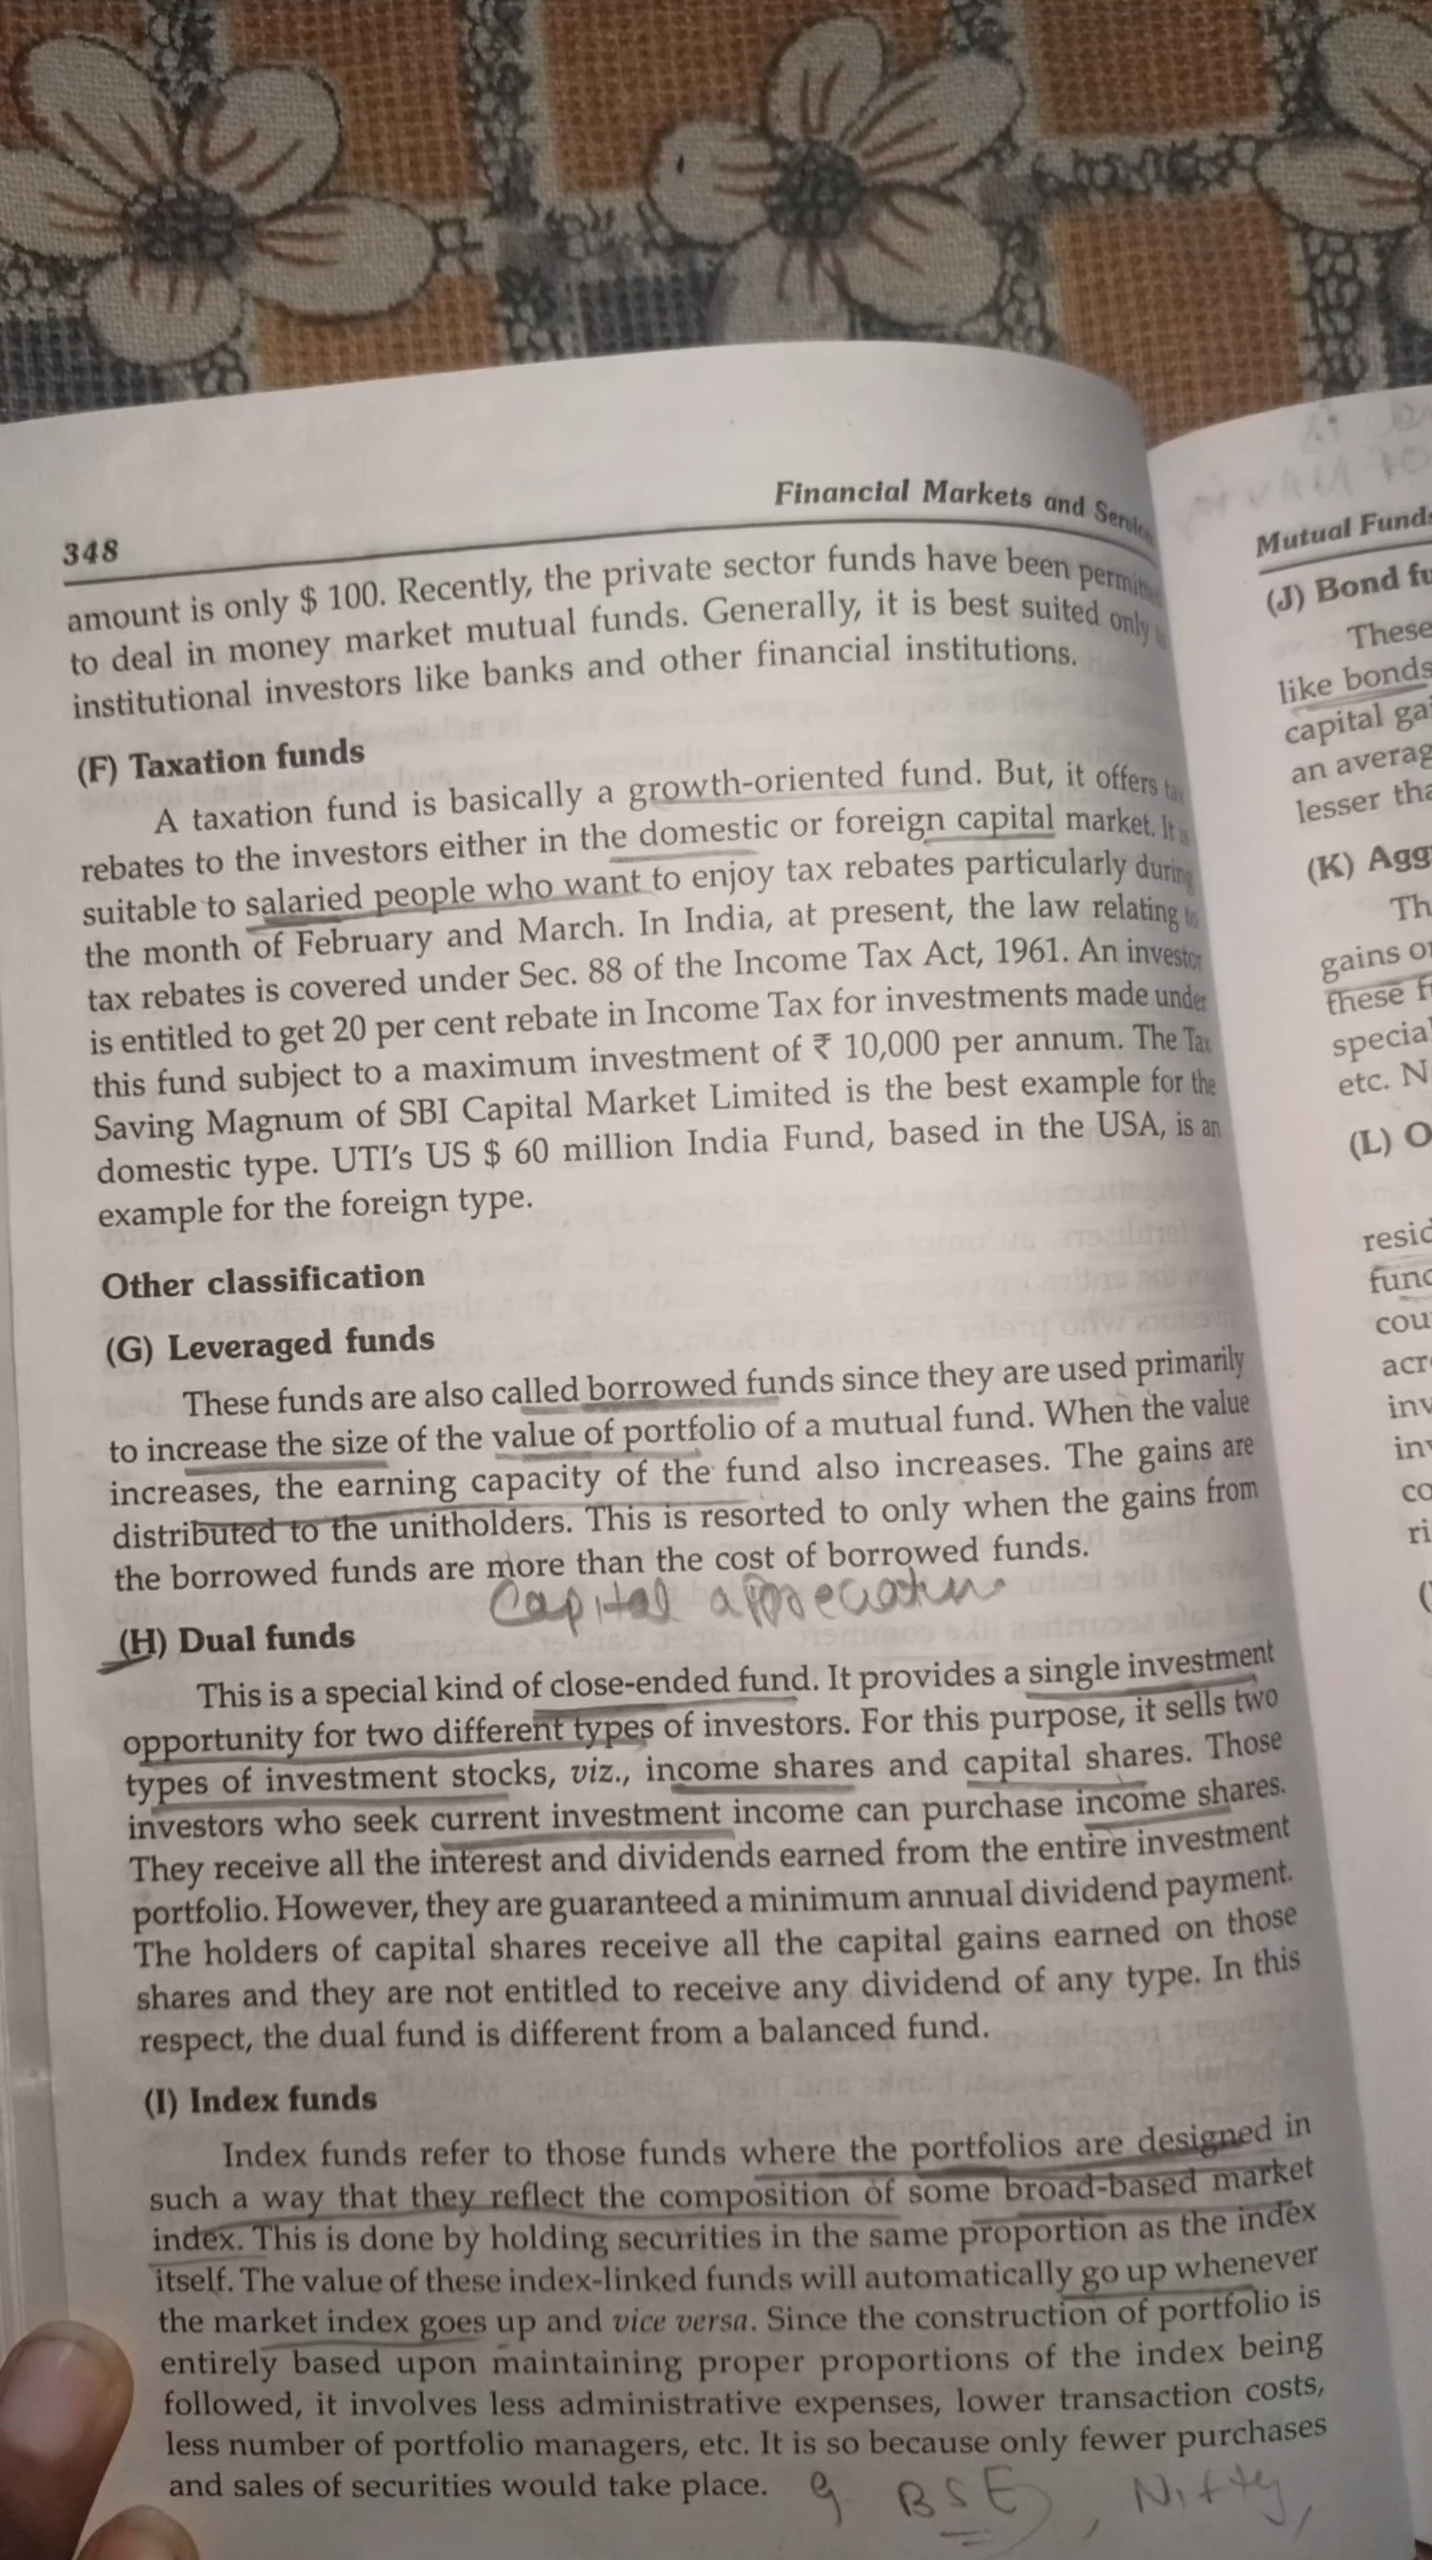 348
Financial Markets and
amount is only $ 100. Recently, the private sector funds have been
to deal in money market mutual funds. Generally, it is best suited only
institutional investors like banks and other financial institutions.
(F) Taxation funds
A taxation fund is basically a growth-oriented fund. But, it offers tax
rebates to the investors either in the domestic or foreign capital market. It is
suitable to salaried people who want to enjoy tax rebates particularly during
the month of February and March. In India, at present, the law relating to
tax rebates is covered under Sec. 88 of the Income Tax Act, 1961. An investor
is entitled to get 20 per cent rebate in Income Tax for investments made under
this fund subject to a maximum investment of ₹ 10,000 per annum. The Tax
Saving Magnum of SBI Capital Market Limited is the best example for the
domestic type. UTI's US $ 60 million India Fund, based in the USA, is an
example for the foreign type.
Other classification
(G) Leveraged funds
These funds are also called borrowed funds since they are used primarily
to increase the size of the value of portfolio of a mutual fund. When the value
increases, the earning capacity of the fund also increases. The gains are
distributed to the unitholders. This is resorted to only when the gains from
the borrowed funds are more than the cost of borrowed funds.
Capital
(H) Dual funds
This is a special kind of close-ended fund. It provides a single investment
opportunity for two different types of investors. For this purpose, it sells two
types of investment stocks, viz., income shares and capital shares. Those
investors who seek current investment income can purchase income shares.
They receive all the interest and dividends earned from the entire investment
portfolio. However, they are guaranteed a minimum annual dividend payment.
The holders of capital shares receive all the capital gains earned on those
shares and they are not entitled to receive any dividend of any type. In this
respect, the dual fund is different from a balanced fund.
(I) Index funds
Index funds refer to those funds where the portfolios are designed in
such a way that they reflect the composition of some broad-based market
index. This is done by holding securities in the same proportion as the index
itself. The value of these index-linked funds will automatically go up whenever
the market index goes up and vice versa. Since the construction of portfolio is
entirely based upon maintaining proper proportions of the index being
followed, it involves less administrative expenses, lower transaction costs,
less number of portfolio managers, etc. It is so because only fewer purchases
and sales of securities would take place.
BSE, Nifty,
Mutual
(J) Bond
These
like bonds
capital
an
lesser
(K)
gains
these
etc.
(L)